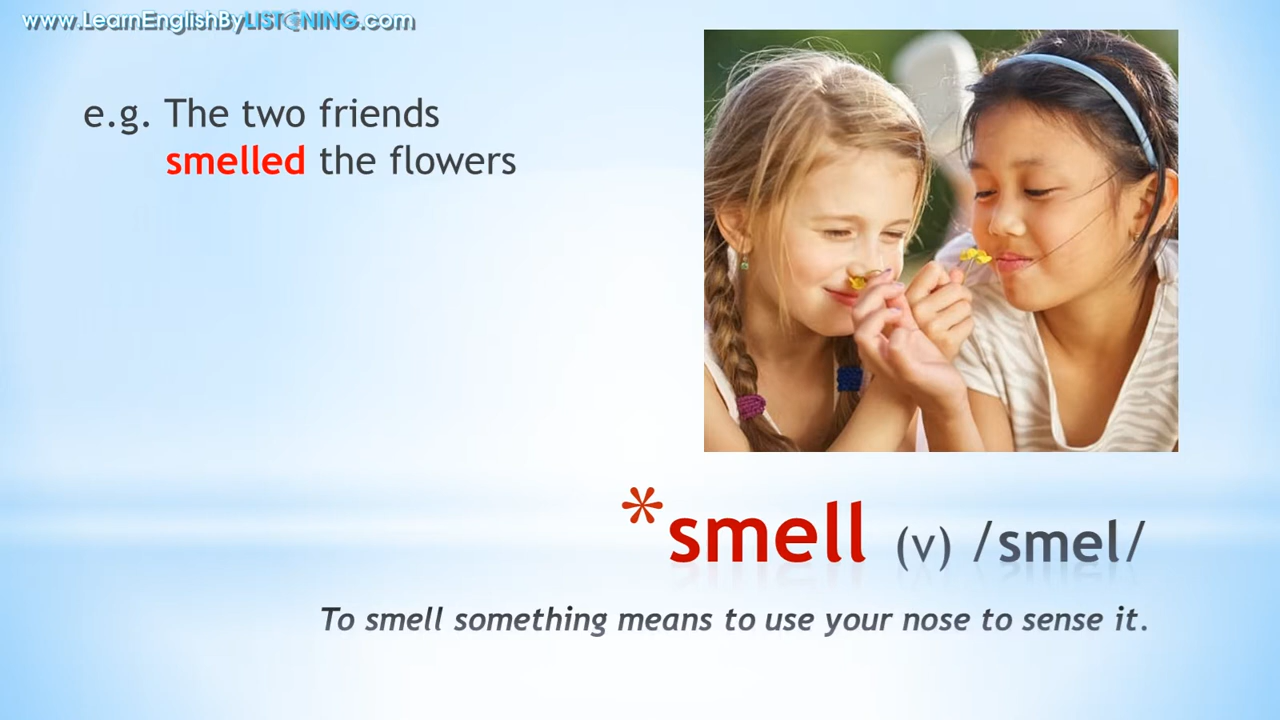 www.LearnEnglishByLISTENING.com
e.g. The two friends
smelled the flowers
*smell (v) /smel/
To smell something means to use your nose to sense it.